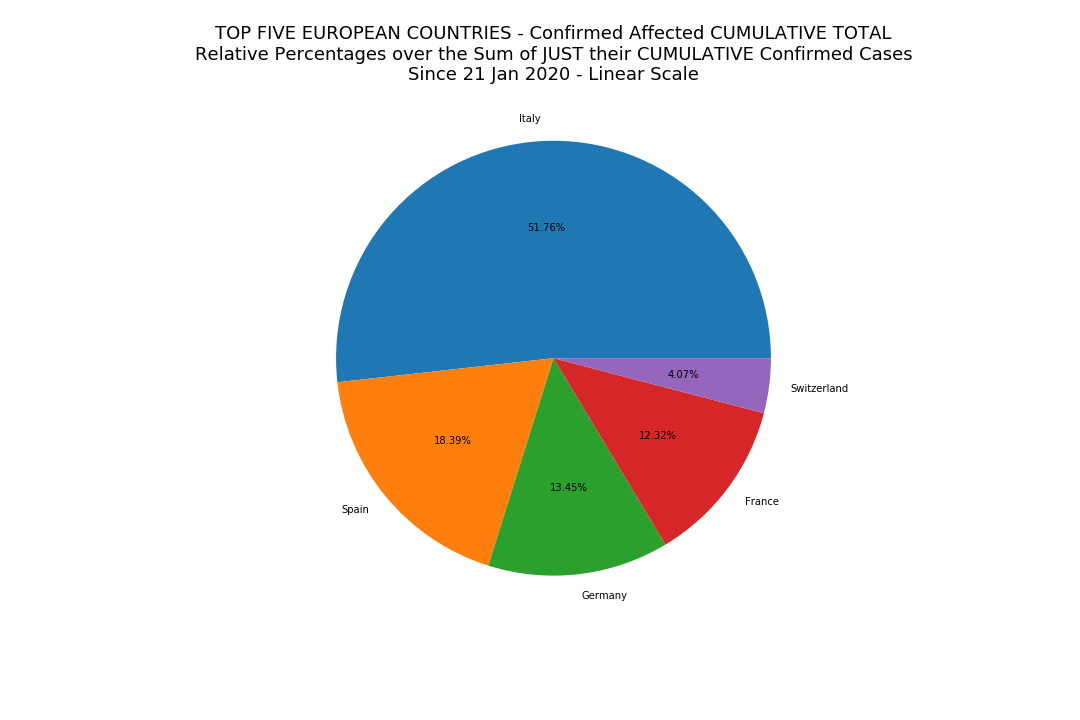 TOP FIVE EUROPEAN COUNTRIES - Confirmed Affected CUMULATIVE TOTAL
Relative Percentages over the Sum of JUST their CUMULATIVE Confirmed Cases
Since 21 Jan 2020 - Linear Scale
Italy
51.76%
4.07%
Switzerland
12.32%
18.39%
13.45%
France
Spain
Germany